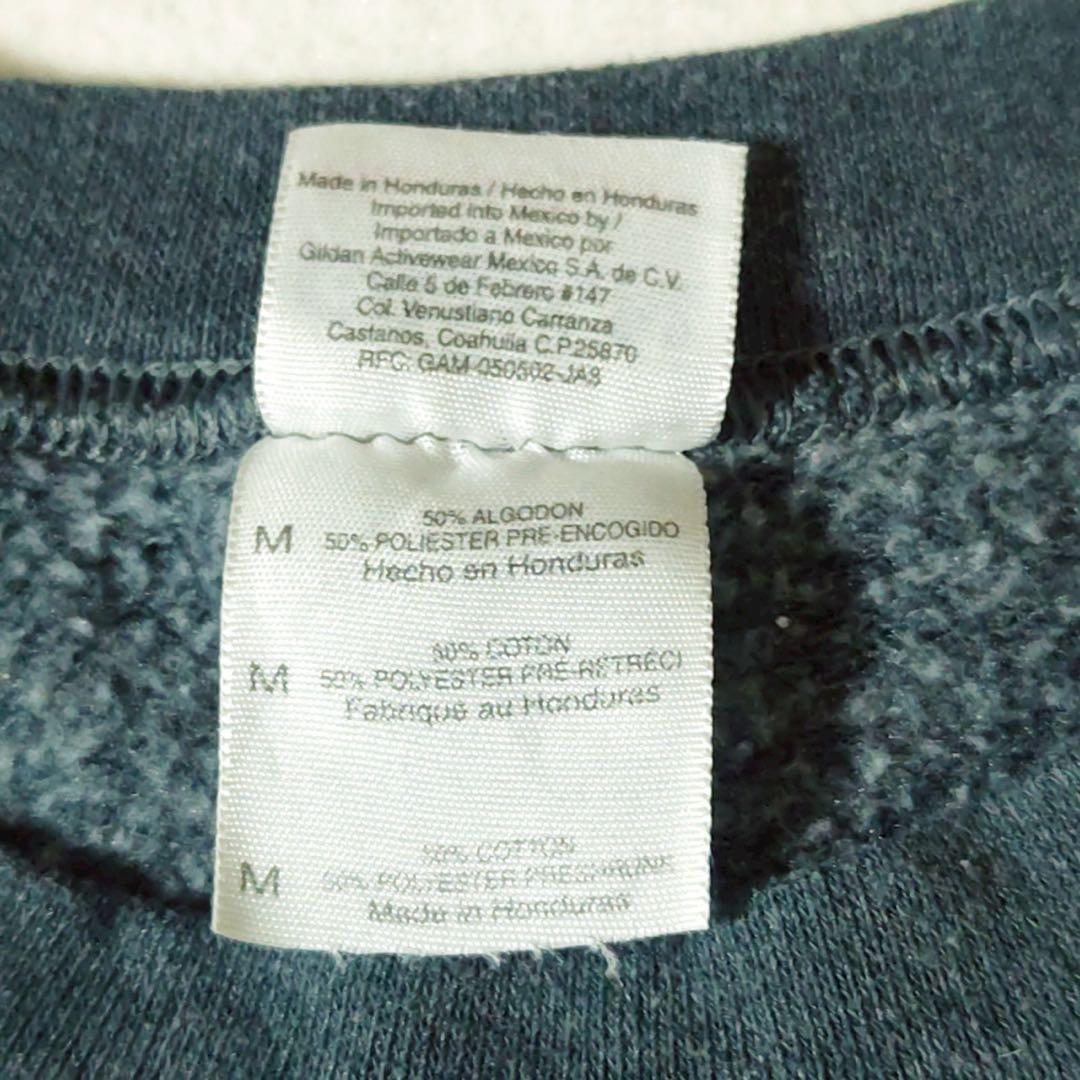 Made in Honduras / Hecho en Honduras
Imported into Mexico by /
Importado a Mexico por
Gildan Activewear Mexico S.A. de C.V.
Calle 5 de Febrero #147
Col. Venustiano Carranza
Castanos, Coahuila C.P.25870
RFC: GAM-050602-JA8
M
50% ALGODON
50% POLIESTER PRE-ENCOGIDO
Hecho en Honduras
M
50% COTON
50% POLYESTER PRÉ-RÉTRÉCI
Fabriqué au Honduras
M
50% COTTON
50% POLYESTER PRESHRUNK
Made in Honduras